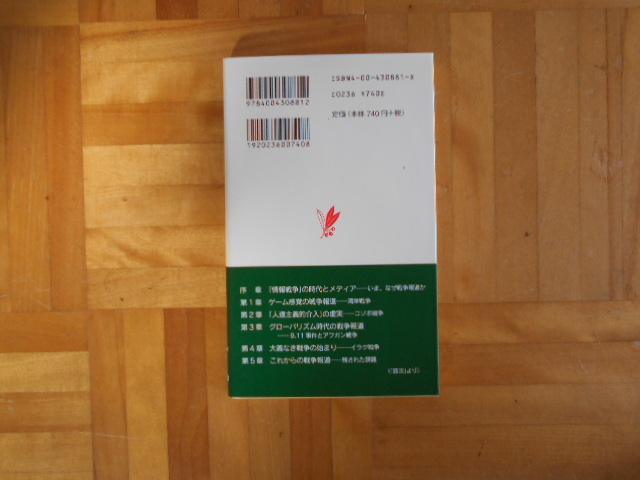 ISBN4-00-430881-X
C0236 ¥740E
定価（本体 740 円＋税）
9784004308812
1920236007408
序 章 「情報戦争」の時代とメディア——いま、なぜ戦争報道か
第１章 ゲーム感覚の戦争報道——湾岸戦争
第２章 「人道主義的介入」の虚実——コソボ紛争
第３章 グローバリズム時代の戦争報道
——9.11 事件とアフガン戦争
第４章 大義なき戦争の始まり——イラク戦争
第５章 これからの戦争報道——残された課題
（「目次」より）